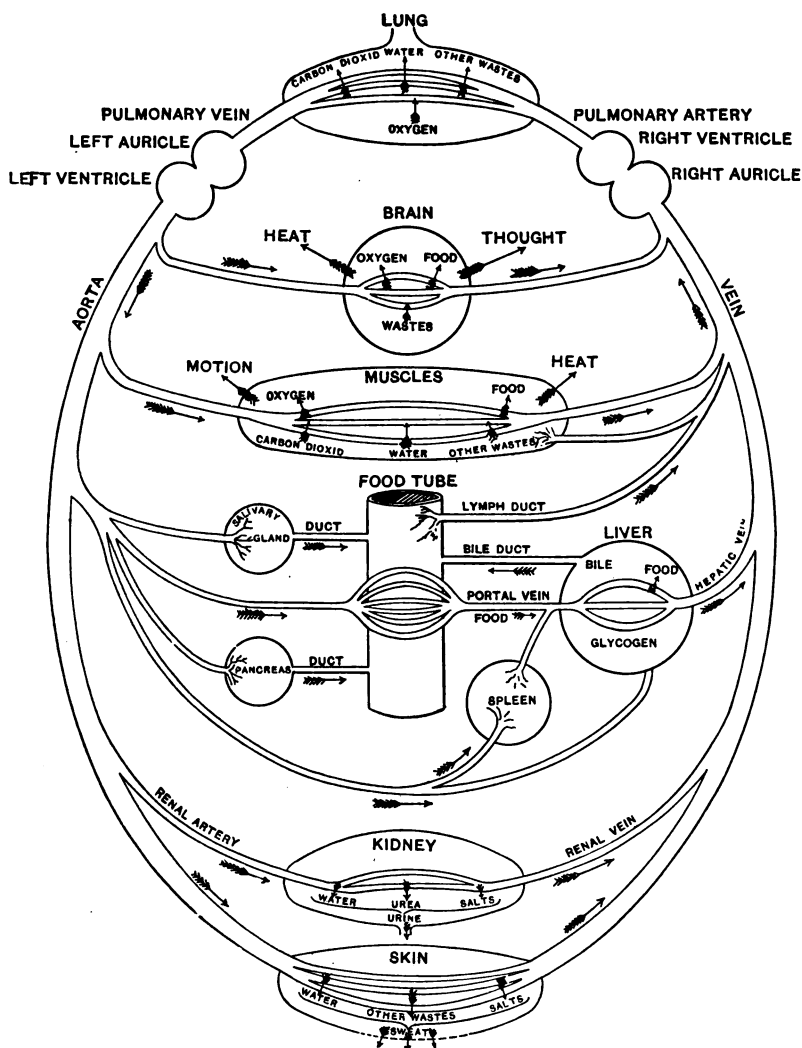 LUNG
CARBON DIOXID WATER OTHER WASTES
OXYGEN
PULMONARY VEIN
PULMONARY ARTERY
LEFT AURICLE
RIGHT VENTRICLE
LEFT VENTRICLE
RIGHT AURICLE
BRAIN
HEAT
THOUGHT
OXYGEN
FOOD
WASTES
AORTA
VEIN
MOTION
MUSCLES
HEAT
OXYGEN
FOOD
CARBON DIOXID
WATER
OTHER WASTES
FOOD TUBE
SALIVARY
GLAND
DUCT
LYMPH DUCT
LIVER
BILE DUCT
BILE
FOOD
HEPATIC VEIN
PORTAL VEIN
FOOD
GLYCOGEN
PANCREAS
DUCT
SPLEEN
RENAL ARTERY
KIDNEY
RENAL VEIN
WATER
UREA
SALTS
URINE
SKIN
WATER
OTHER WASTES
SALTS
SWEAT